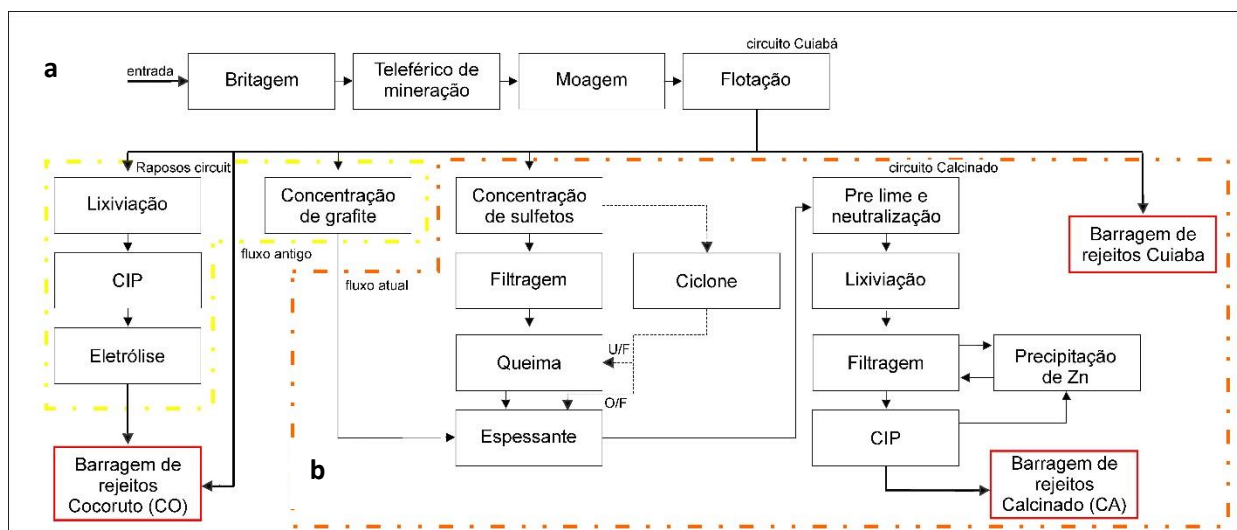 a
circuito Cuiabá
entrada
Britagem
Teleférico de
mineração
Moagem
Flotação
Raposos circuit
circuito Calcinado
Lixiviação
Concentração
de grafite
Concentração
de sulfetos
Pre lime e
neutralização
Barragem de
rejeitos Cuiaba
fluxo antigo
fluxo atual
CIP
Filtragem
Ciclone
Lixiviação
Eletrólise
Queima
U/F
Filtragem
Precipitação
de Zn
O/F
Espessante
CIP
Barragem de
rejeitos
Cocoruto (CO)
b
Barragem de
rejeitos
Calcinado (CA)